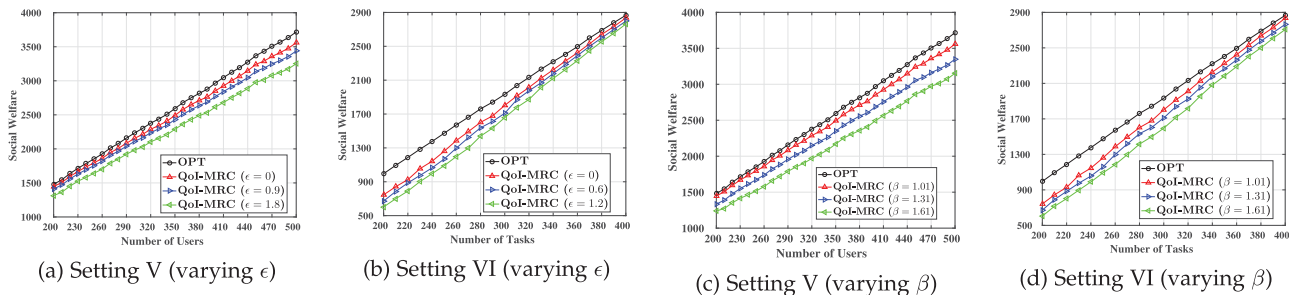 4000
3500
3000
2500
2000
1500
1000
Social Welfare
OPT
QoI-MRC (ϵ = 0)
QoI-MRC (ϵ = 0.9)
QoI-MRC (ϵ = 1.8)
200 230 260 290 320 350 380 410 440 470 500
Number of Users
(a) Setting V (varying ϵ)
2900
2500
2100
1700
1300
900
500
Social Welfare
OPT
QoI-MRC (ϵ = 0)
QoI-MRC (ϵ = 0.6)
QoI-MRC (ϵ = 1.2)
200 220 240 260 280 300 320 340 360 380 400
Number of Tasks
(b) Setting VI (varying ϵ)
4000
3500
3000
2500
2000
1500
1000
Social Welfare
OPT
QoI-MRC (β = 1.01)
QoI-MRC (β = 1.31)
QoI-MRC (β = 1.61)
200 230 260 290 320 350 380 410 440 470 500
Number of Users
(c) Setting V (varying β)
2900
2500
2100
1700
1300
900
500
Social Welfare
OPT
QoI-MRC (β = 1.01)
QoI-MRC (β = 1.31)
QoI-MRC (β = 1.61)
200 220 240 260 280 300 320 340 360 380 400
Number of Tasks
(d) Setting VI (varying β)